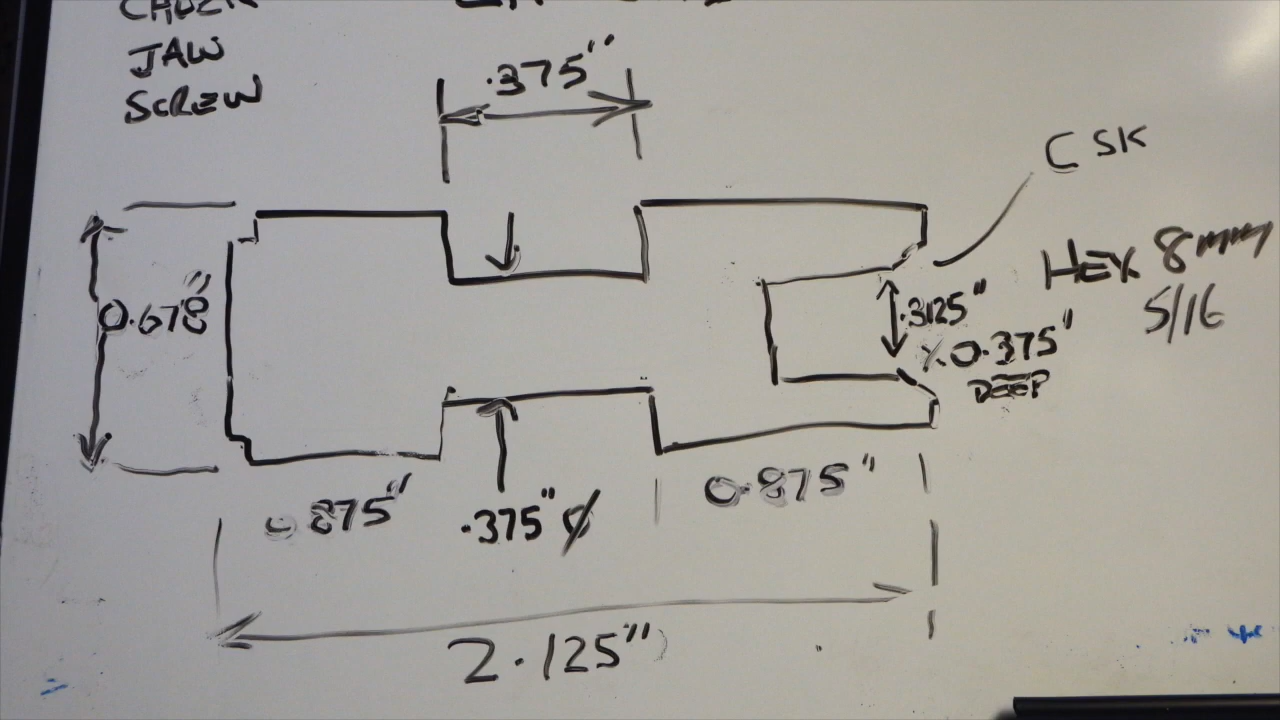 JAW
SCREW
.375"
CSK
HEX 8mm
5/16
0.678"
.3125"
x0.375"
DEEP
0.875"
.375"∅
0.875"
2.125"